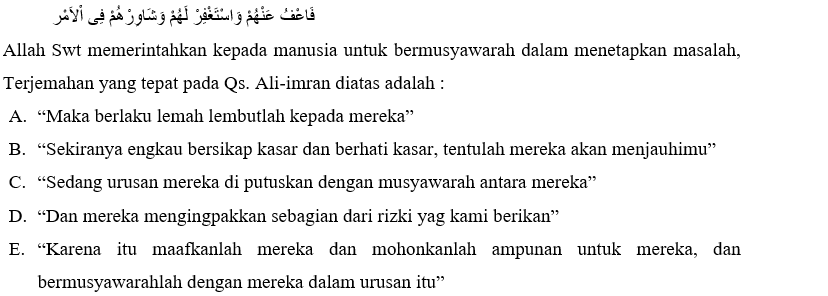 فَاعْفُ عَنْهُمْ وَاسْتَغْفِرْ لَهُمْ وَشَاوِرْهُمْ فِى اْلاَمْرِ
Allah Swt memerintahkan kepada manusia untuk bermusyawarah dalam menetapkan masalah,
Terjemahan yang tepat pada Qs. Ali-imran diatas adalah :
A. “Maka berlaku lemah lembutlah kepada mereka”
B. “Sekiranya engkau bersikap kasar dan berhati kasar, tentulah mereka akan menjauhimu”
C. “Sedang urusan mereka di putuskan dengan musyawarah antara mereka”
D. “Dan mereka mengingpakkan sebagian dari rizki yag kami berikan”
E. “Karena itu maafkanlah mereka dan mohonkanlah ampunan untuk mereka, dan
bermusyawarahlah dengan mereka dalam urusan itu”